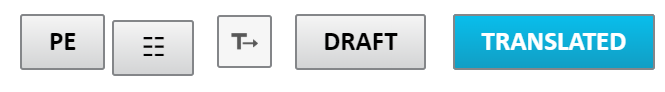 PE ☷ T→ DRAFT TRANSLATED